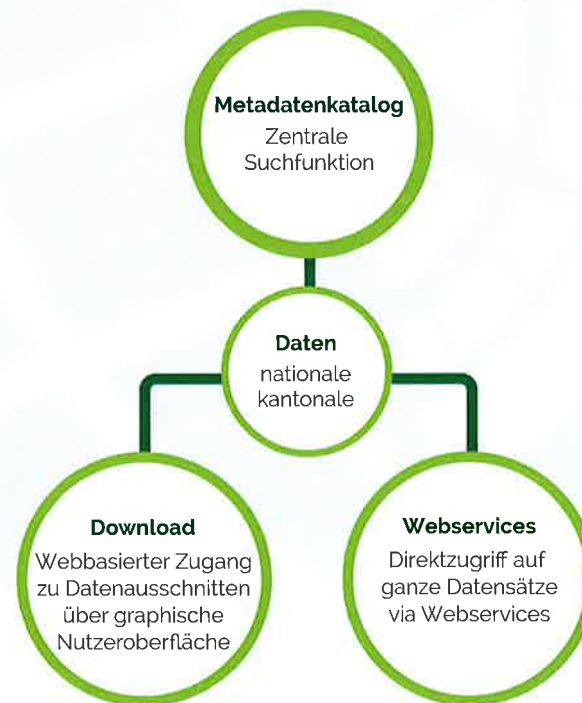 Metadatenkatalog
Zentrale
Suchfunktion
Daten
nationale
kantonale
Download
Webbasierter Zugang
zu Datenausschnitten
über graphische
Nutzeroberfläche
Webservices
Direktzugriff auf
ganze Datensätze
via Webservices